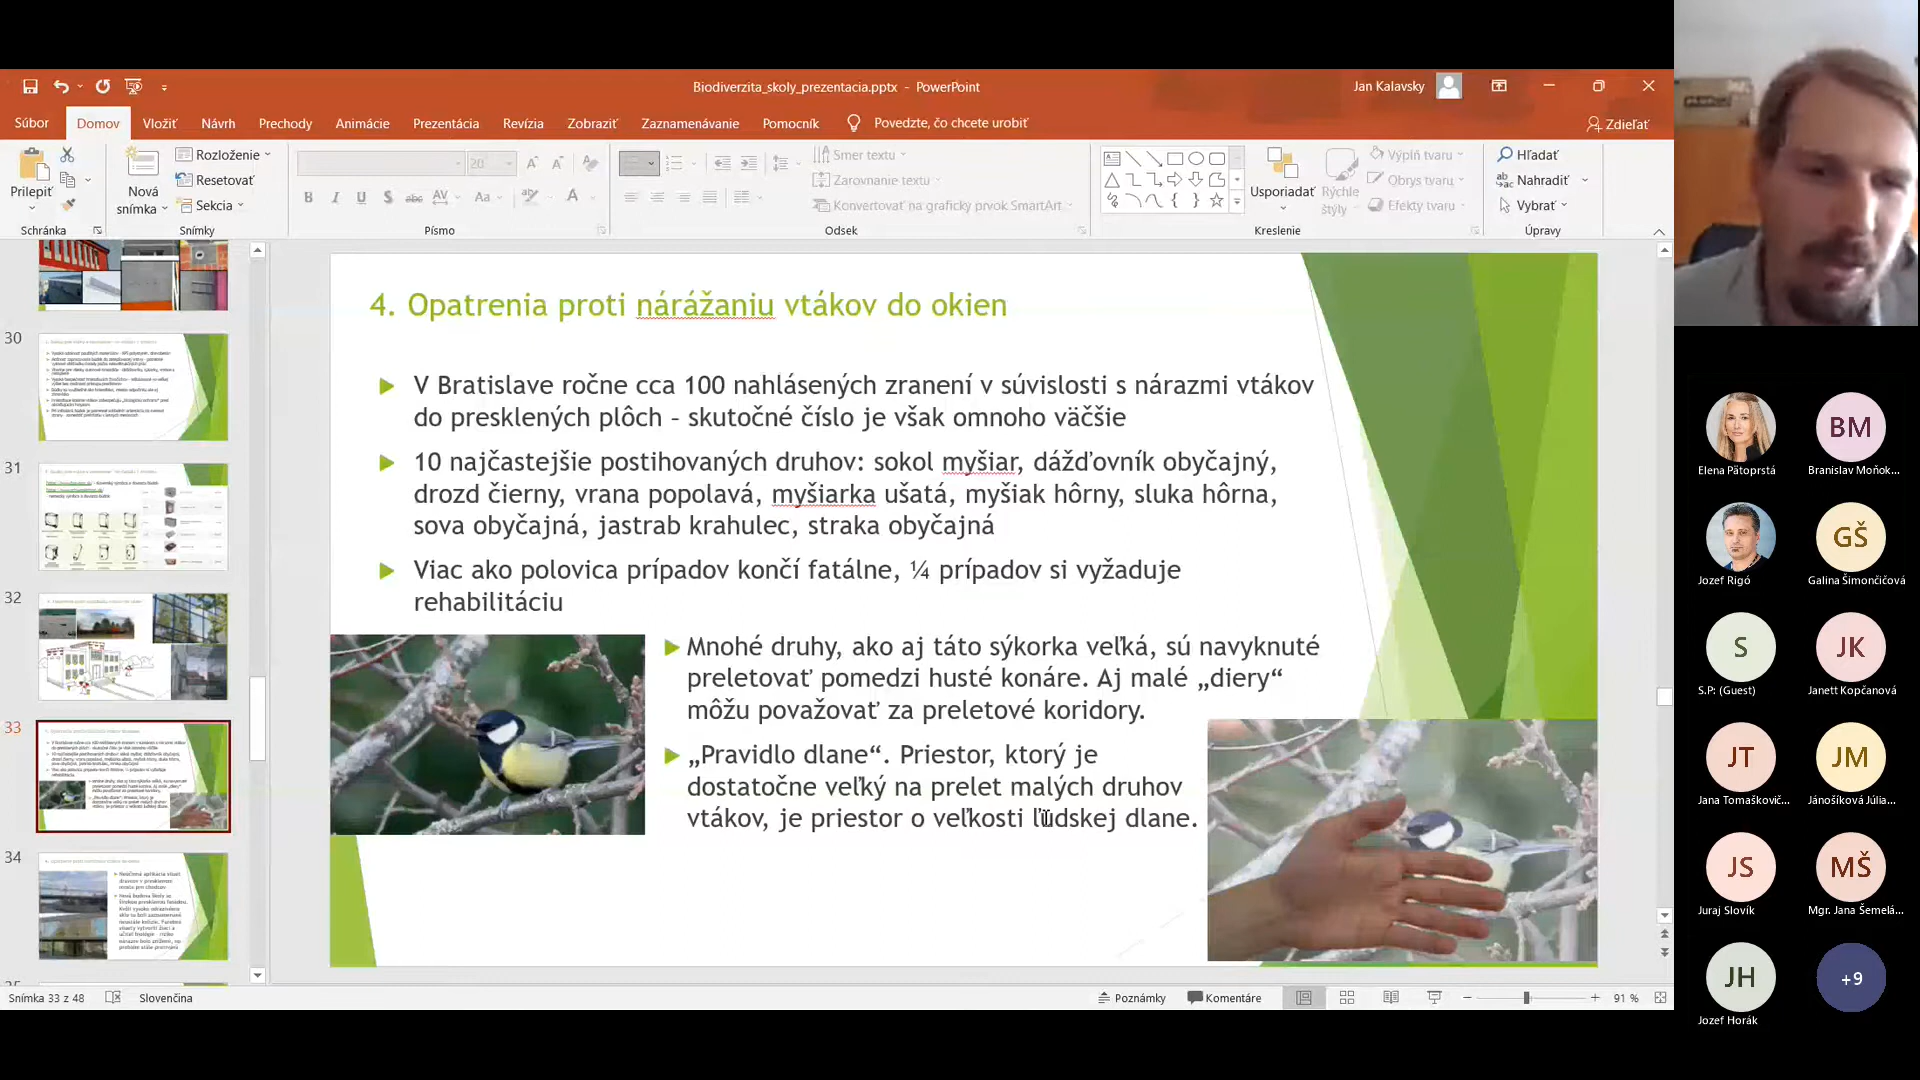 Biodiverzita_skoly_prezentacia.pptx - PowerPoint
Jan Kalavsky
Súbor Domov Vložiť Návrh Prechody Animácie Prezentácia Revízia Zobraziť Zaznamenávanie Pomocník Povedzte, čo chcete urobiť Zdieľať
Prilepiť
Schránka
Nová snímka
Rozloženie
Resetovať
Sekcia
Snímky
20
Písmo
Smer textu
Zarovnanie textu
Konvertovať na grafický prvok SmartArt
Odsek
Usporiadať
Rýchle štýly
Výplň tvaru
Obrys tvaru
Efekty tvaru
Kreslenie
Hľadať
Nahradiť
Vybrať
Úpravy
30
31
32
33
34
4. Opatrenia proti nárážaniu vtákov do okien
V Bratislave ročne cca 100 nahlásených zranení v súvislosti s nárazmi vtákov
do presklených plôch – skutočné číslo je však omnoho väčšie
10 najčastejšie postihovaných druhov: sokol myšiar, dážďovník obyčajný,
drozd čierny, vrana popolavá, myšiarka ušatá, myšiak hôrny, sluka hôrna,
sova obyčajná, jastrab krahulec, straka obyčajná
Viac ako polovica prípadov končí fatálne, ¼ prípadov si vyžaduje
rehabilitáciu
Mnohé druhy, ako aj táto sýkorka veľká, sú navyknuté
preletovať pomedzi husté konáre. Aj malé „diery“
môžu považovať za preletové koridory.
„Pravidlo dlane“. Priestor, ktorý je
dostatočne veľký na prelet malých druhov
vtákov, je priestor o veľkosti ľudskej dlane.
Snímka 33 z 48
Slovenčina
Poznámky
Komentáre
91 %
Elena Pätoprstá
BM
Branislav Moňok...
Jozef Rigó
GŠ
Galina Šimončičová
S
S.P: (Guest)
JK
Janett Kopčanová
JT
Jana Tomaškovič...
JM
Jánošíková Júlia...
JS
Juraj Slovík
MŠ
Mgr. Jana Šemelá...
JH
Jozef Horák
+9